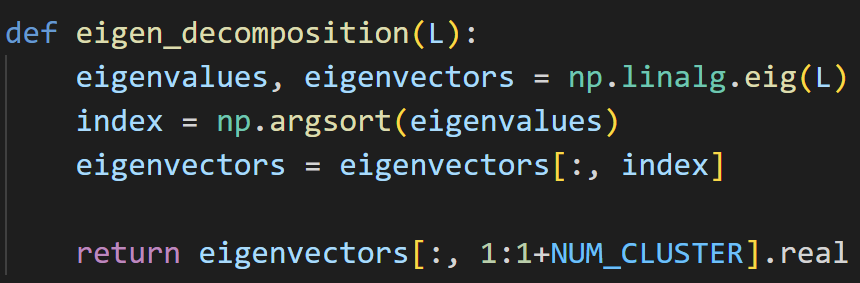 def eigen_decomposition(L):
    eigenvalues, eigenvectors = np.linalg.eig(L)
    index = np.argsort(eigenvalues)
    eigenvectors = eigenvectors[:, index]
    return eigenvectors[:, 1:1+NUM_CLUSTER].real